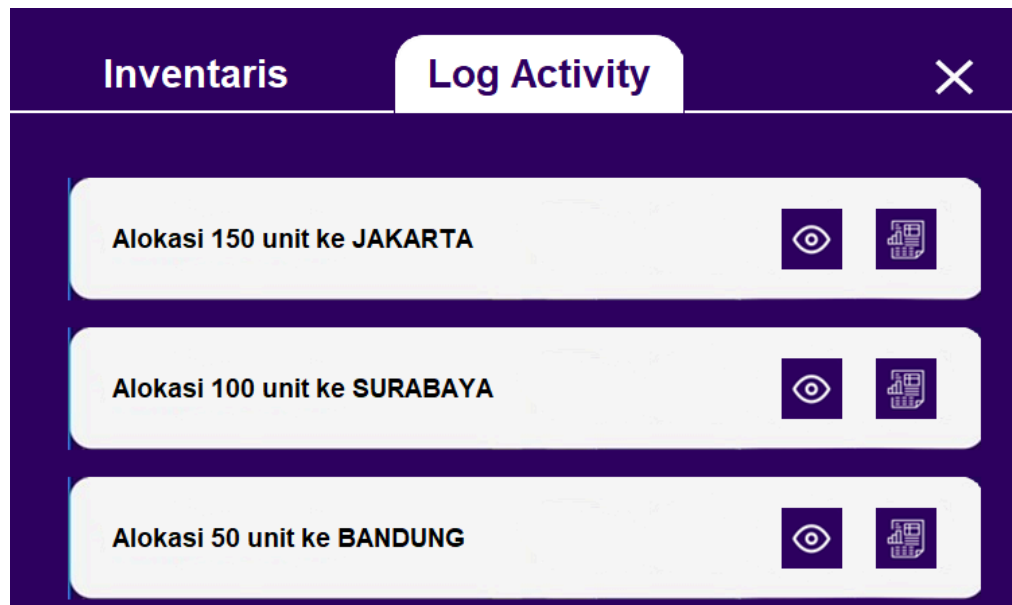 Inventaris
Log Activity
Alokasi 150 unit ke JAKARTA
Alokasi 100 unit ke SURABAYA
Alokasi 50 unit ke BANDUNG